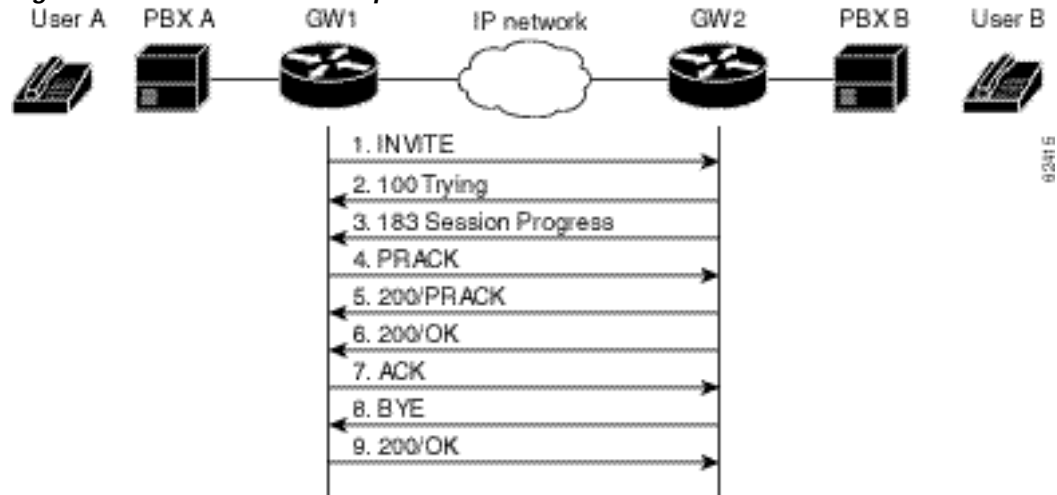 User A PBX A GW1 IP network GW2 PBX B User B
1. INVITE
2. 100 Trying
3. 183 Session Progress
4. PRACK
5. 200/PRACK
6. 200/OK
7. ACK
8. BYE
9. 200/OK
62415